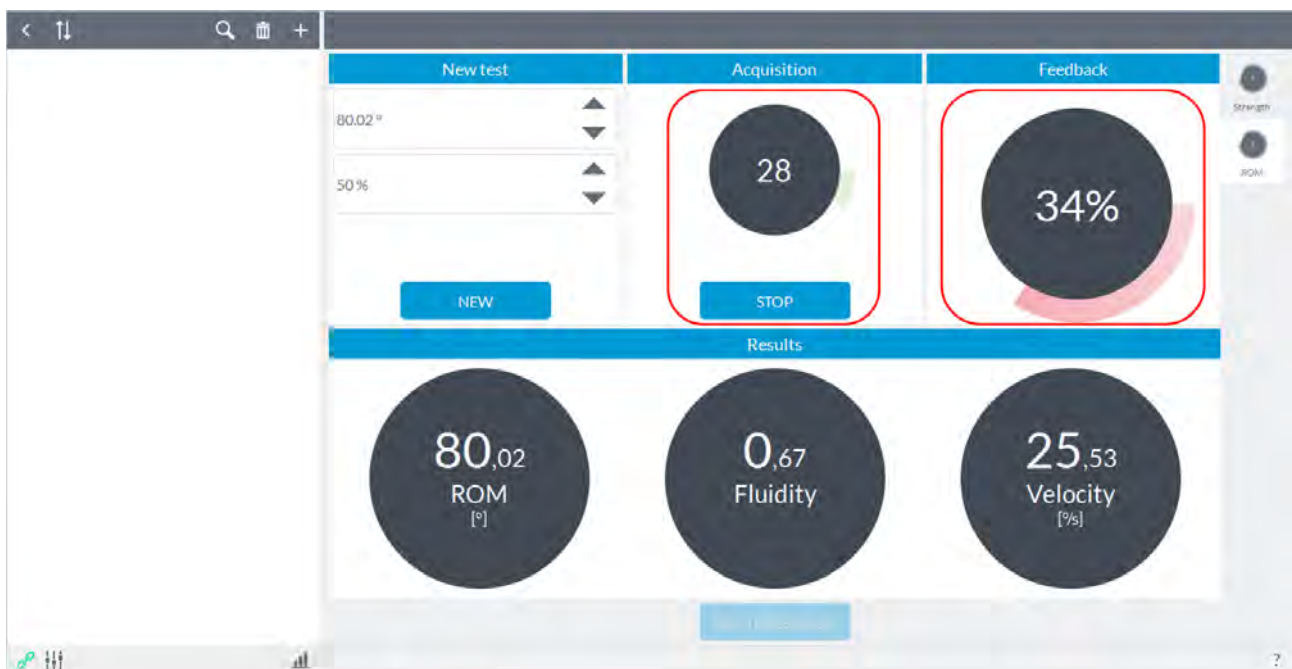 New test
Acquisition
Feedback
80.02 °
50 %
28
34%
Strength
ROM
NEW
STOP
Results
80,02
ROM
[°]
0,67
Fluidity
25,53
Velocity
[°/s]
?